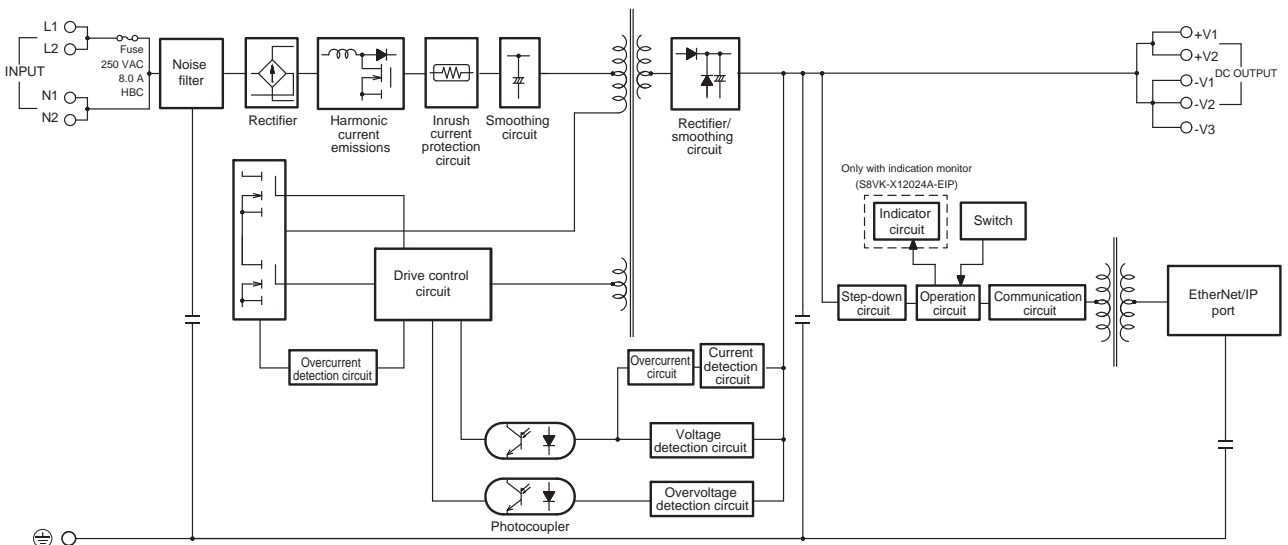 L1
L2
INPUT
N1
N2
Fuse
250 VAC
8.0 A
HBC
Noise
filter
Rectifier
Harmonic
current
emissions
Inrush
current
protection
circuit
Smoothing
circuit
Rectifier/
smoothing
circuit
+V1
+V2
-V1
DC OUTPUT
-V2
-V3
Only with indication monitor
(S8VK-X12024A-EIP)
Indicator
circuit
Switch
Drive control
circuit
Step-down
circuit
Operation
circuit
Communication
circuit
EtherNet/IP
port
Overcurrent
detection circuit
Overcurrent
circuit
Current
detection
circuit
Voltage
detection circuit
Overvoltage
detection circuit
Photocoupler